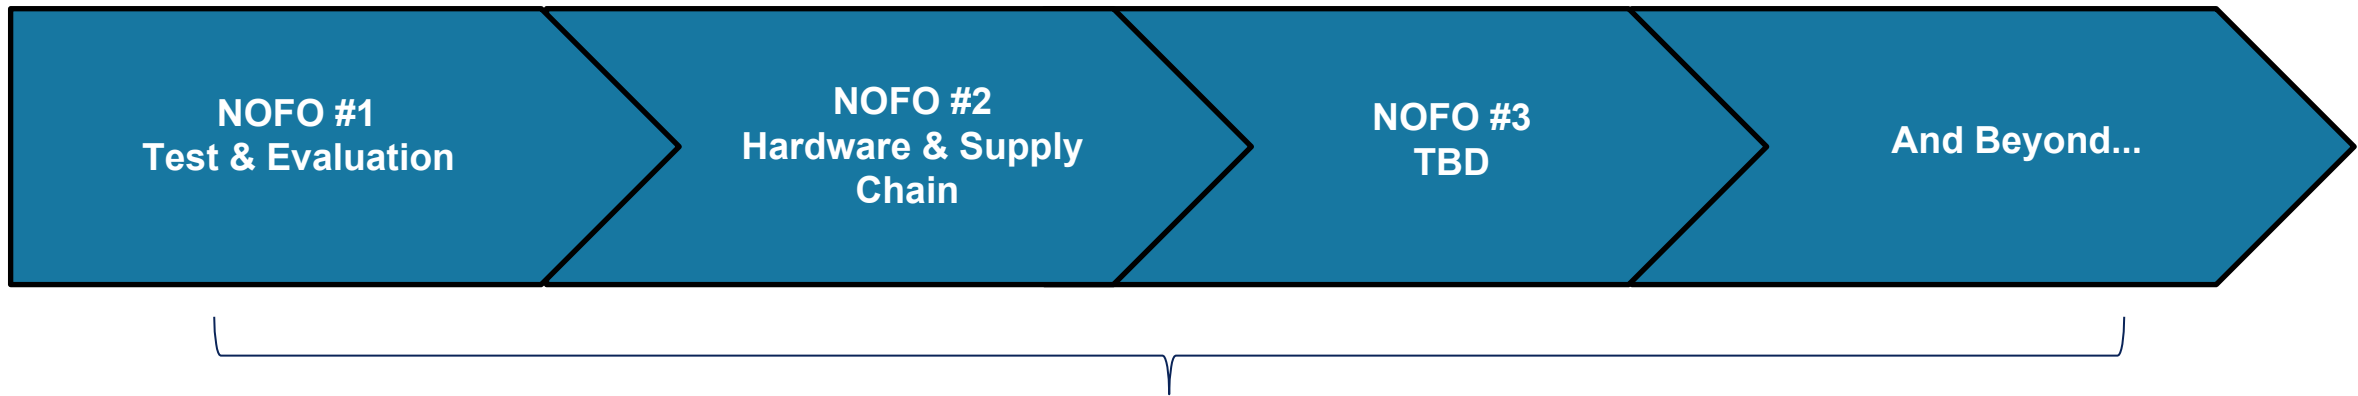 NOFO #1
Test & Evaluation
NOFO #2
Hardware & Supply
Chain
NOFO #3
TBD
And Beyond...